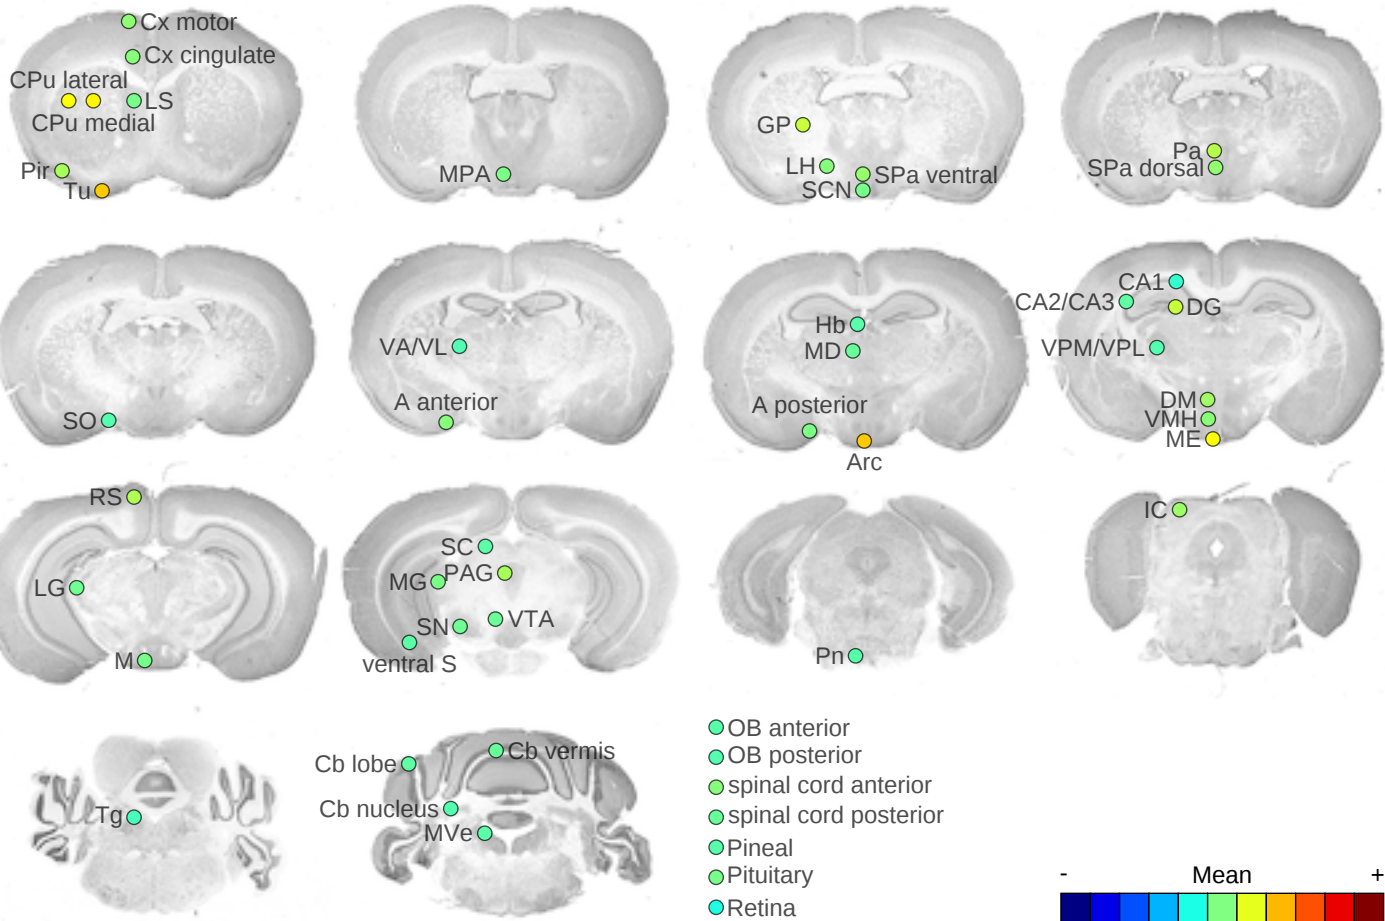 Cx motor
Cx cingulate
CPu lateral
LS
CPu medial
Pir
Tu
MPA
GP
LH
SPa ventral
SCN
Pa
SPa dorsal
SO
VA/VL
A anterior
Hb
MD
A posterior
Arc
CA1
CA2/CA3
DG
VPM/VPL
DM
VMH
ME
RS
LG
M
SC
PAG
MG
VTA
SN
ventral S
Pn
IC
Tg
Cb vermis
Cb lobe
Cb nucleus
MVe
OB anterior
OB posterior
spinal cord anterior
spinal cord posterior
Pineal
Pituitary
Retina
- Mean +